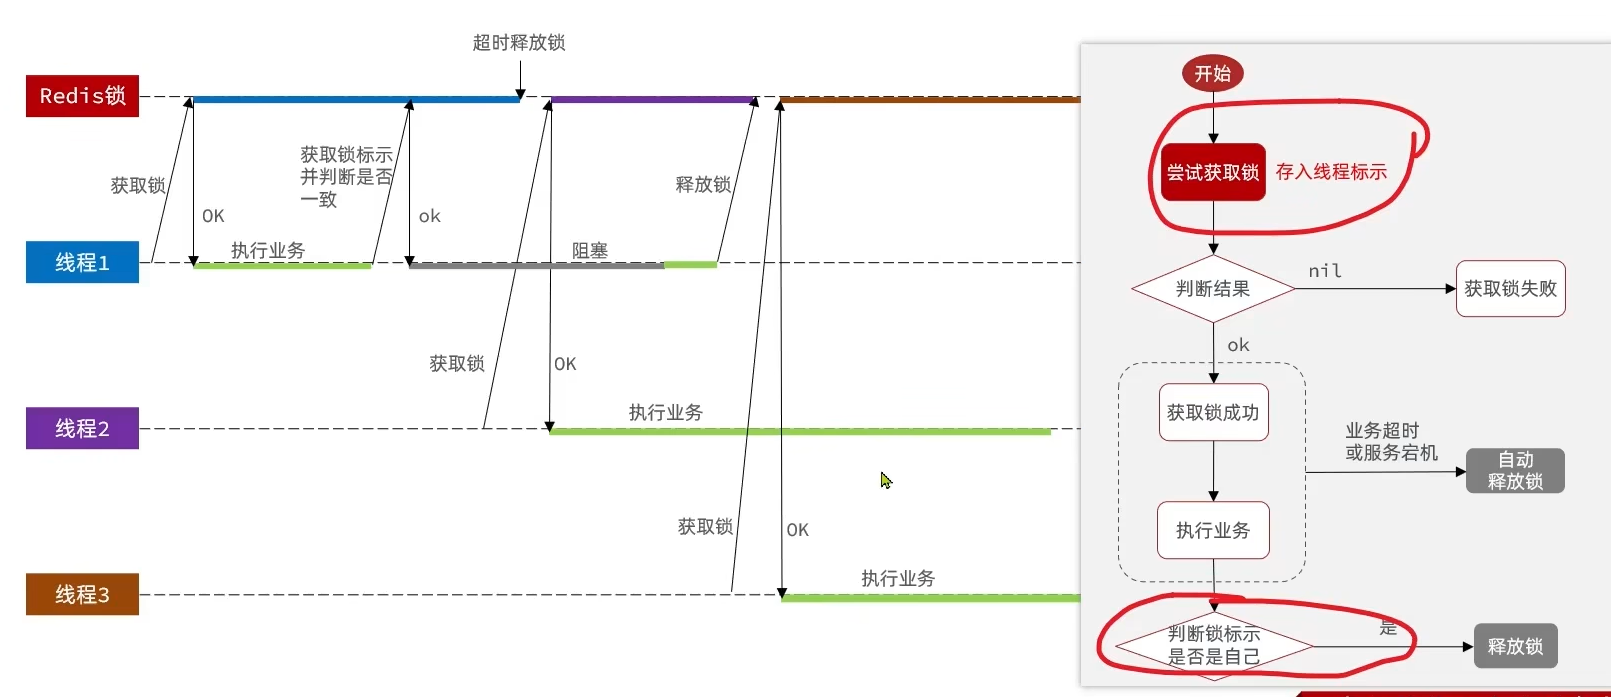 超时释放锁
Redis锁
获取锁
OK
获取锁标示
并判断是否
一致
ok
释放锁
线程1
执行业务
阻塞
获取锁
OK
线程2
执行业务
获取锁
OK
线程3
执行业务
开始
尝试获取锁
存入线程标示
判断结果
nil
获取锁失败
ok
获取锁成功
业务超时
或服务宕机
自动
释放锁
执行业务
判断锁标示
是否是自己
是
释放锁